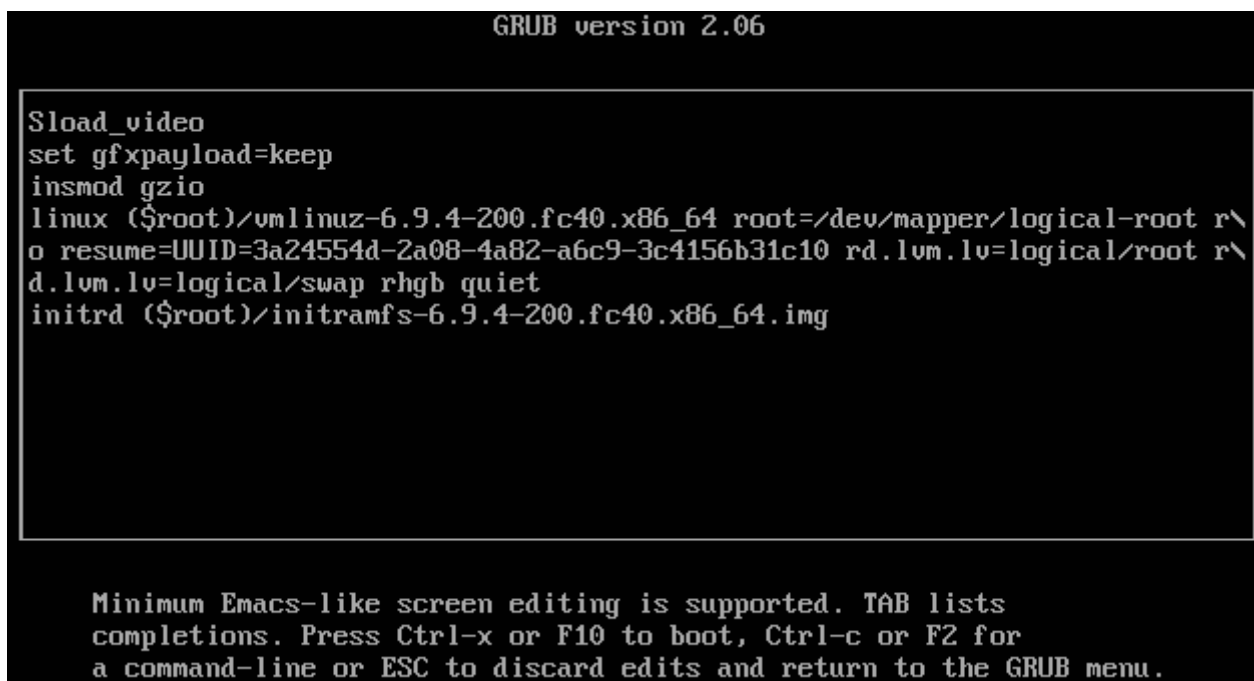 GRUB version 2.06
Sload_video
set gfxpayload=keep
insmod gzio
linux ($root)/vmlinuz-6.9.4-200.fc40.x86_64 root=/dev/mapper/logical-root r\
o resume=UUID=3a24554d-2a08-4a82-a6c9-3c4156b31c10 rd.lvm.lv=logical/root r\
d.lvm.lv=logical/swap rhgb quiet
initrd ($root)/initramfs-6.9.4-200.fc40.x86_64.img
Minimum Emacs-like screen editing is supported. TAB lists
completions. Press Ctrl-x or F10 to boot, Ctrl-c or F2 for
a command-line or ESC to discard edits and return to the GRUB menu.